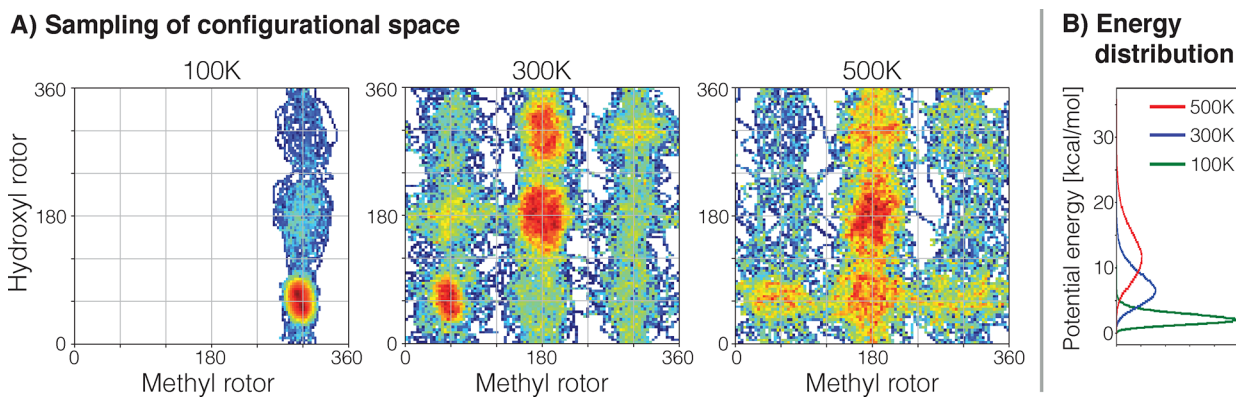 A) Sampling of configurational space
100K
300K
500K
Hydroxyl rotor
360
180
0
0
180
360
Methyl rotor
360
180
0
0
180
360
Methyl rotor
360
180
0
0
180
360
Methyl rotor
B) Energy
distribution
Potential energy [kcal/mol]
30
20
10
0
500K
300K
100K